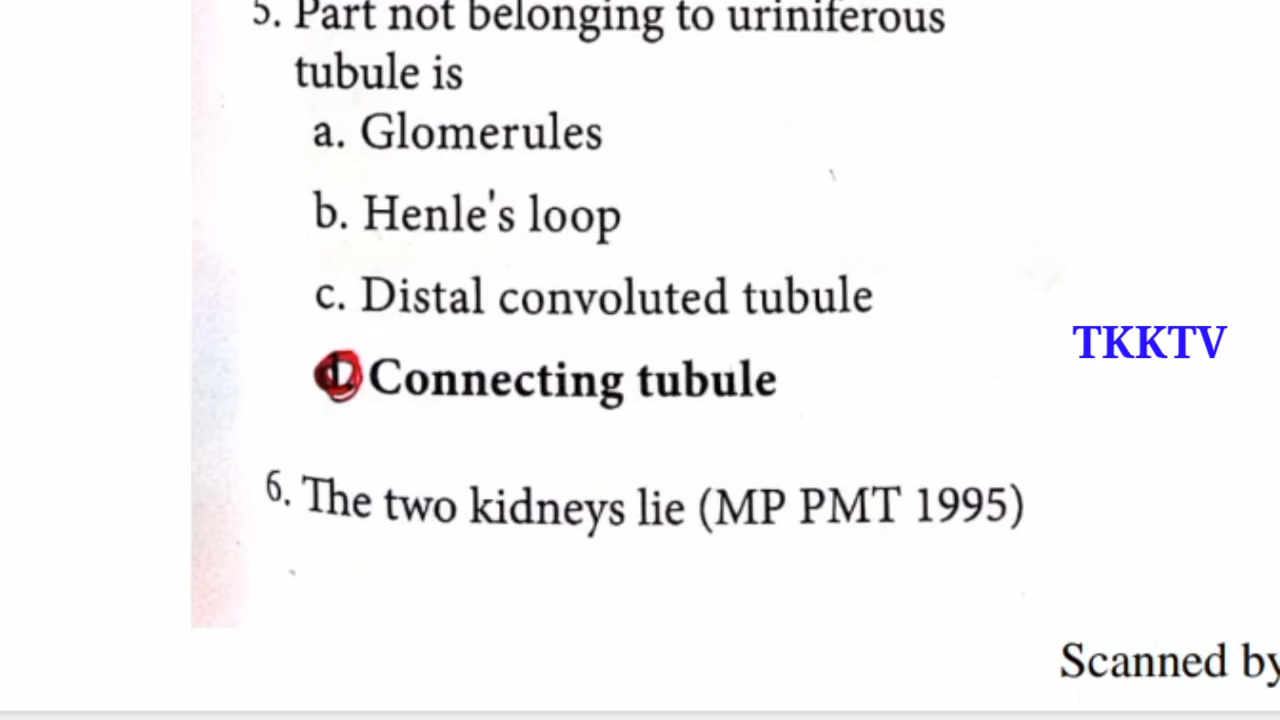 5. Part not belonging to uriniferous
tubule is
a. Glomerules
b. Henle's loop
c. Distal convoluted tubule
d. Connecting tubule
TKKTV
6. The two kidneys lie (MP PMT 1995)
Scanned by